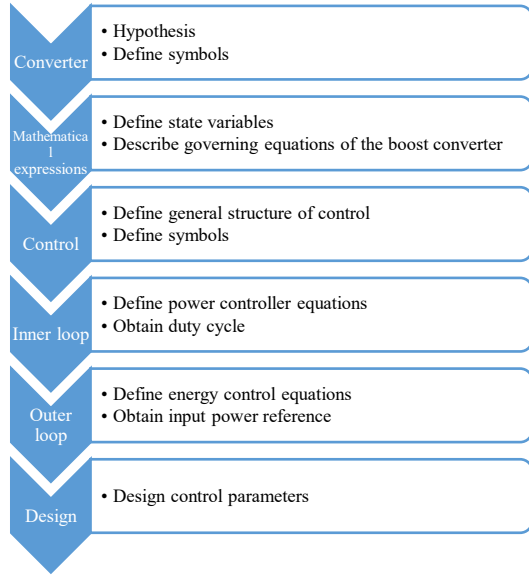 Converter
• Hypothesis
• Define symbols
Mathematica
l
expressions
• Define state variables
• Describe governing equations of the boost converter
Control
• Define general structure of control
• Define symbols
Inner loop
• Define power controller equations
• Obtain duty cycle
Outer
loop
• Define energy control equations
• Obtain input power reference
Design
• Design control parameters